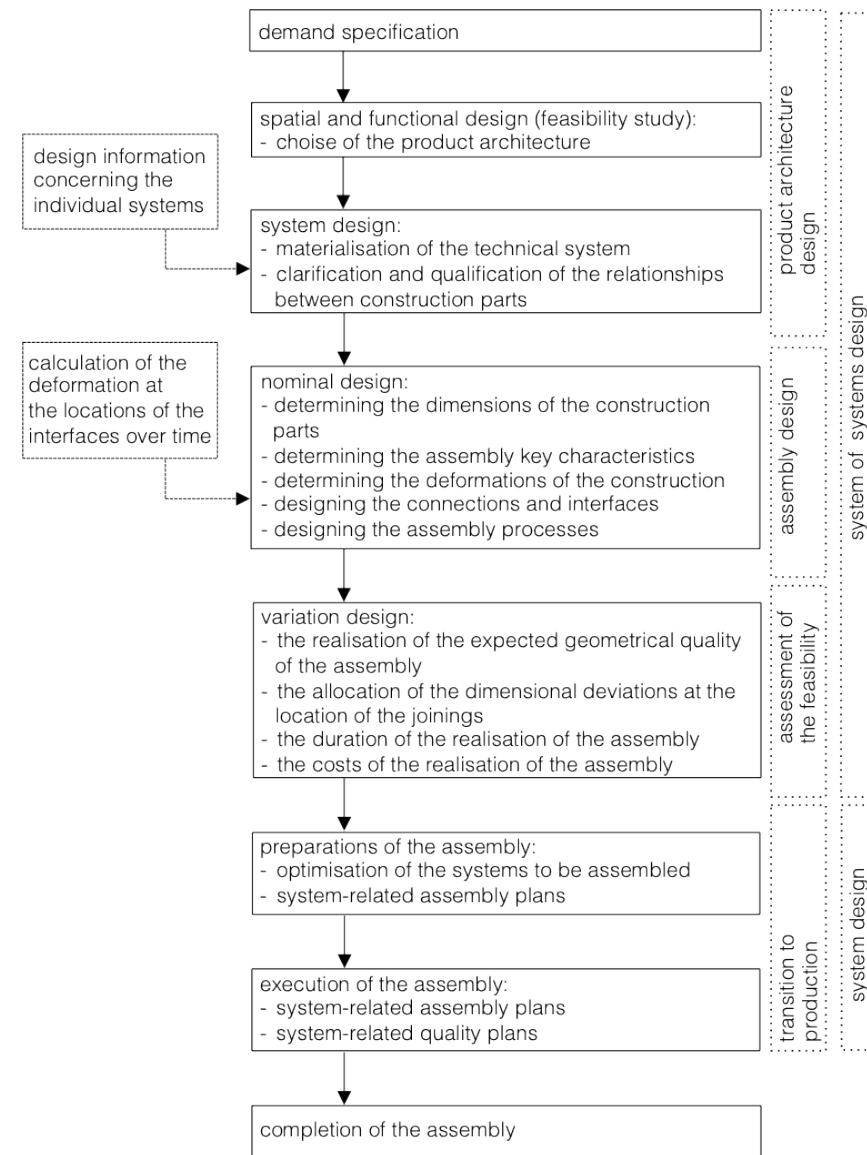 demand specification
spatial and functional design (feasibility study):
- choise of the product architecture
design information
concerning the
individual systems
system design:
- materialisation of the technical system
- clarification and qualification of the relationships
between construction parts
calculation of the
deformation at
the locations of the
interfaces over time
nominal design:
- determining the dimensions of the construction
parts
- determining the assembly key characteristics
- determining the deformations of the construction
- designing the connections and interfaces
- designing the assembly processes
variation design:
- the realisation of the expected geometrical quality
of the assembly
- the allocation of the dimensional deviations at the
location of the joinings
- the duration of the realisation of the assembly
- the costs of the realisation of the assembly
preparations of the assembly:
- optimisation of the systems to be assembled
- system-related assembly plans
execution of the assembly:
- system-related assembly plans
- system-related quality plans
completion of the assembly
product architecture
design
assembly design
assessment of
the feasibility
transition to
production
system of systems design
system design